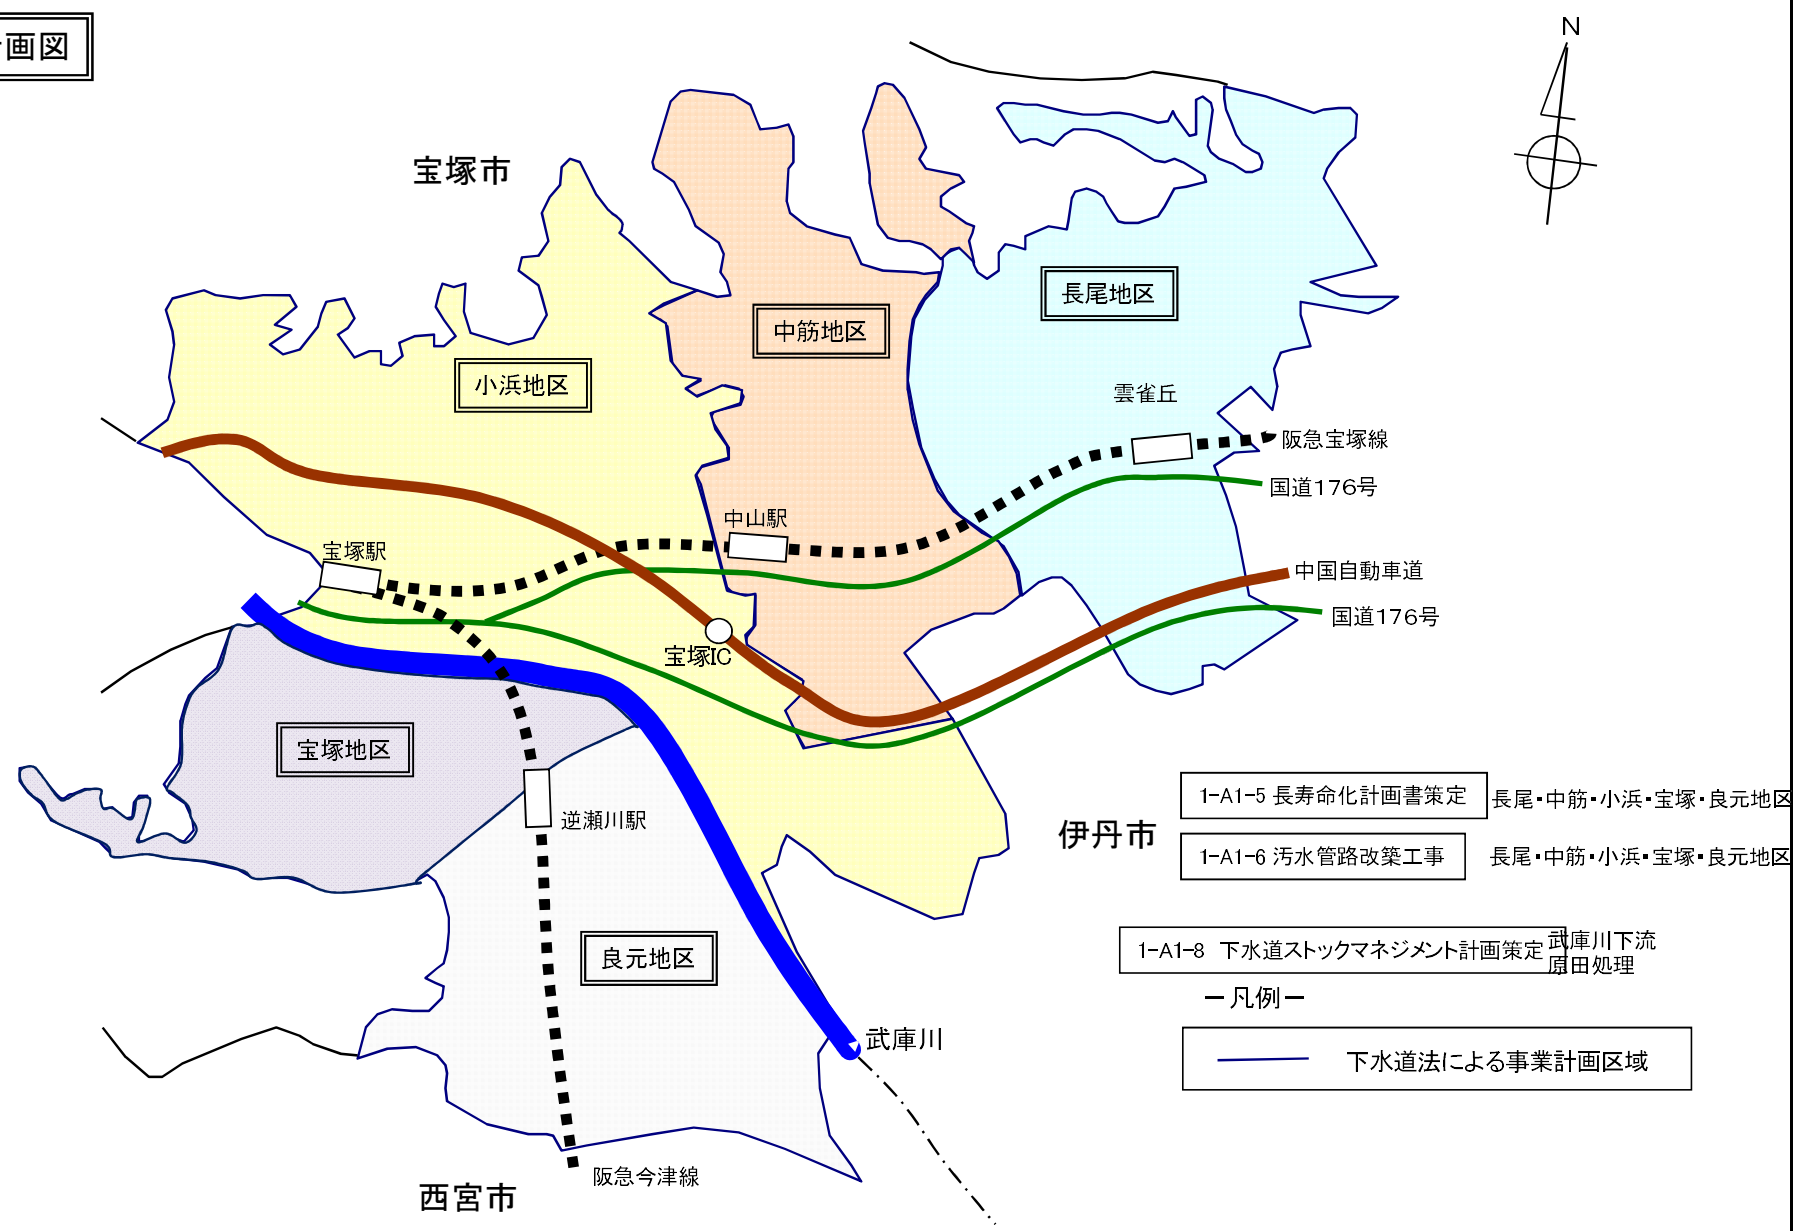 画図
N
宝塚市
長尾地区
中筋地区
小浜地区
雲雀丘
阪急宝塚線
国道176号
中山駅
宝塚駅
中国自動車道
国道176号
宝塚IC
宝塚地区
逆瀬川駅
伊丹市
1-A1-5 長寿命化計画書策定
長尾・中筋・小浜・宝塚・良元地区
1-A1-6 汚水管路改築工事
長尾・中筋・小浜・宝塚・良元地区
1-A1-8 下水道ストックマネジメント計画策定
武庫川下流
原田処理
良元地区
ー凡例ー
武庫川
下水道法による事業計画区域
阪急今津線
西宮市